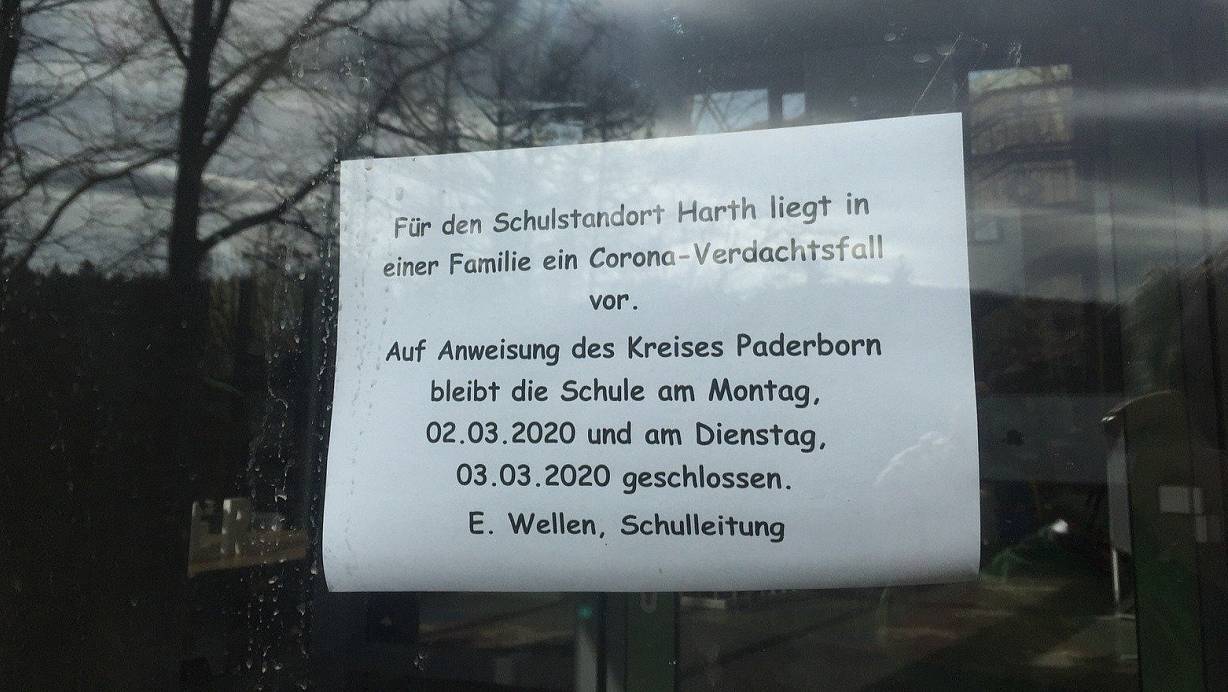 Für den Schulstandort Harth liegt in
einer Familie ein Corona-Verdachtsfall
vor.
Auf Anweisung des Kreises Paderborn
bleibt die Schule am Montag,
02.03.2020 und am Dienstag,
03.03.2020 geschlossen.
E. Wellen, Schulleitung